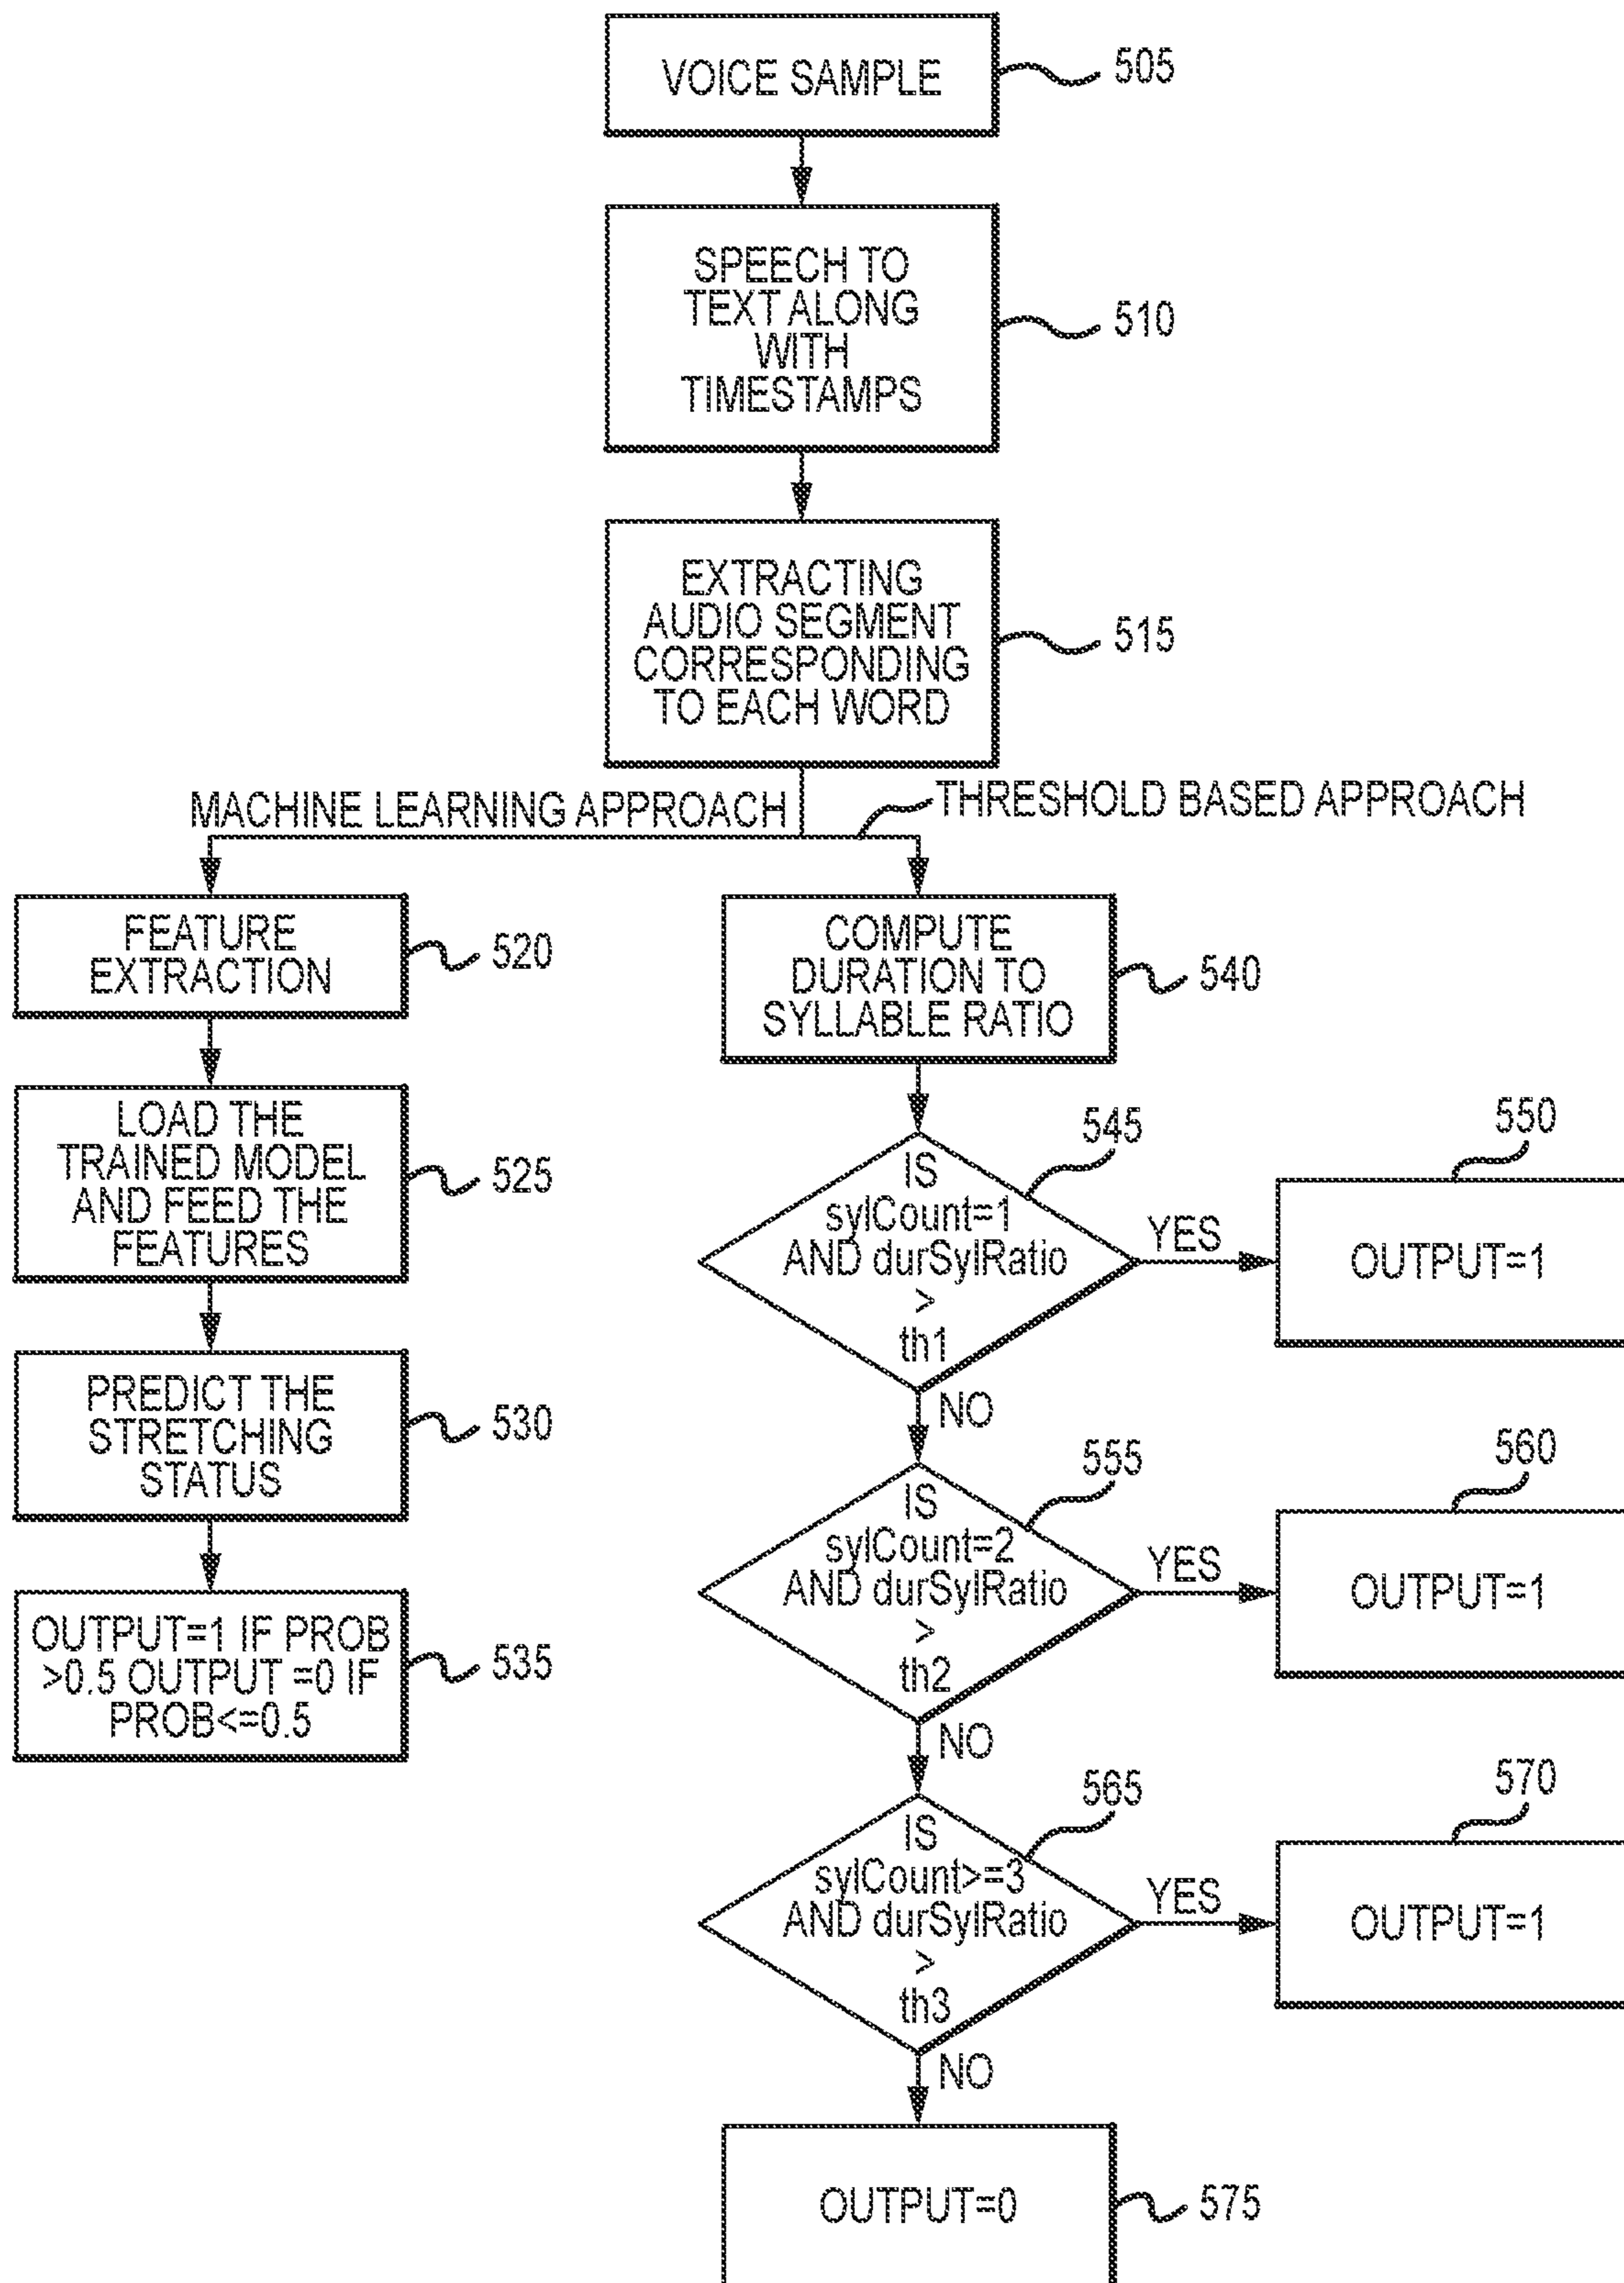 VOICE SAMPLE
505
SPEECH TO
TEXT ALONG
WITH
TIMESTAMPS
510
EXTRACTING
AUDIO SEGMENT
CORRESPONDING
TO EACH WORD
515
MACHINE LEARNING APPROACH
THRESHOLD BASED APPROACH
FEATURE
EXTRACTION
520
LOAD THE
TRAINED MODEL
AND FEED THE
FEATURES
525
PREDICT THE
STRETCHING
STATUS
530
OUTPUT=1 IF PROB
>0.5 OUTPUT =0 IF
PROB<=0.5
535
COMPUTE
DURATION TO
SYLLABLE RATIO
540
IS
sylCount=1
AND durSylRatio
>
th1
545
YES
OUTPUT=1
550
NO
IS
sylCount=2
AND durSylRatio
>
th2
555
YES
OUTPUT=1
560
NO
IS
sylCount>=3
AND durSylRatio
>
th3
565
YES
OUTPUT=1
570
NO
OUTPUT=0
575